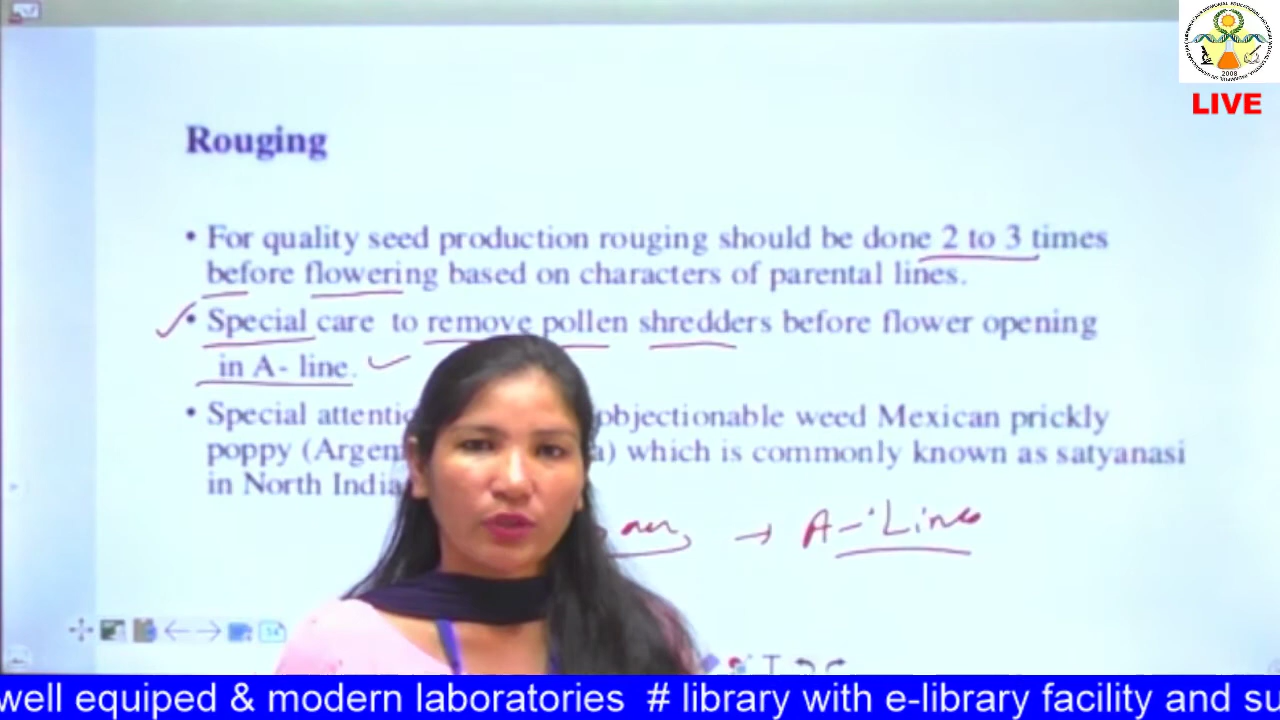 2008
LIVE
Rouging
• For quality seed production rouging should be done 2 to 3 times
before flowering based on characters of parental lines.
• Special care to remove pollen shredders before flower opening
in A- line.
• Special objectionable weed Mexican prickly
poppy which is commonly known as satyanasi
in North India
→ A - Lines
well equiped & modern laboratories # library with e-library facility and su